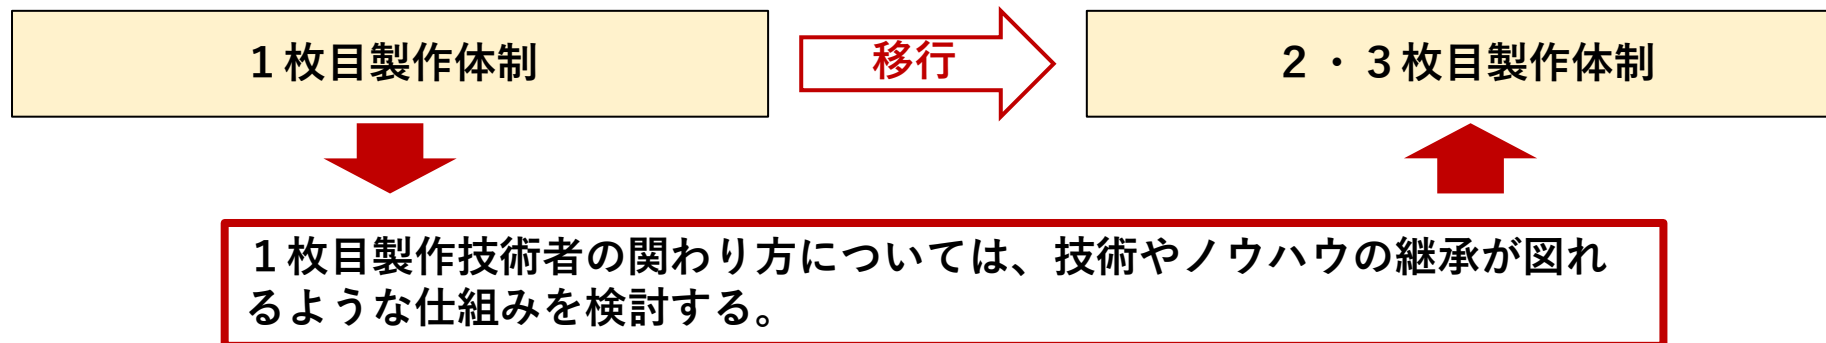 １枚目製作体制
移行
２・３枚目製作体制
１枚目製作技術者の関わり方については、技術やノウハウの継承が図れ
るような仕組みを検討する。